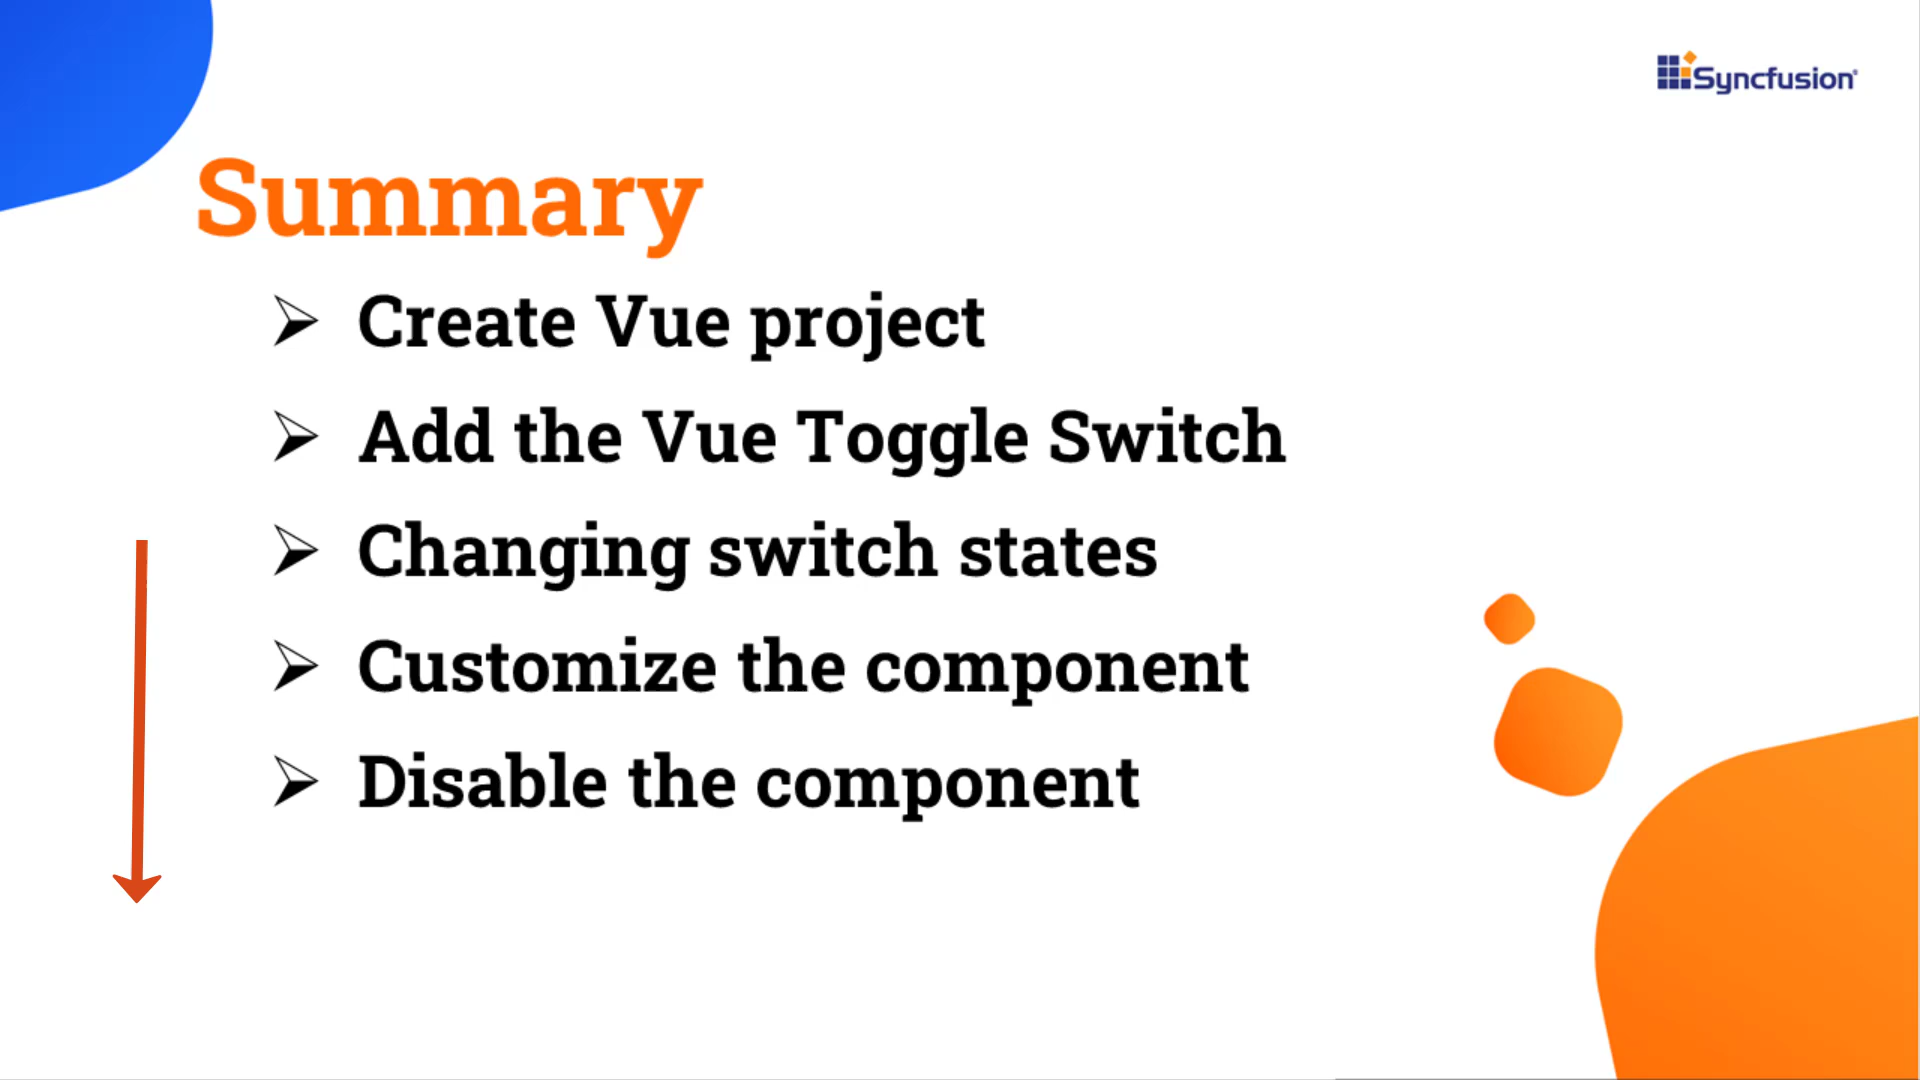 Syncfusion®
Summary
➢ Create Vue project
➢ Add the Vue Toggle Switch
➢ Changing switch states
➢ Customize the component
➢ Disable the component